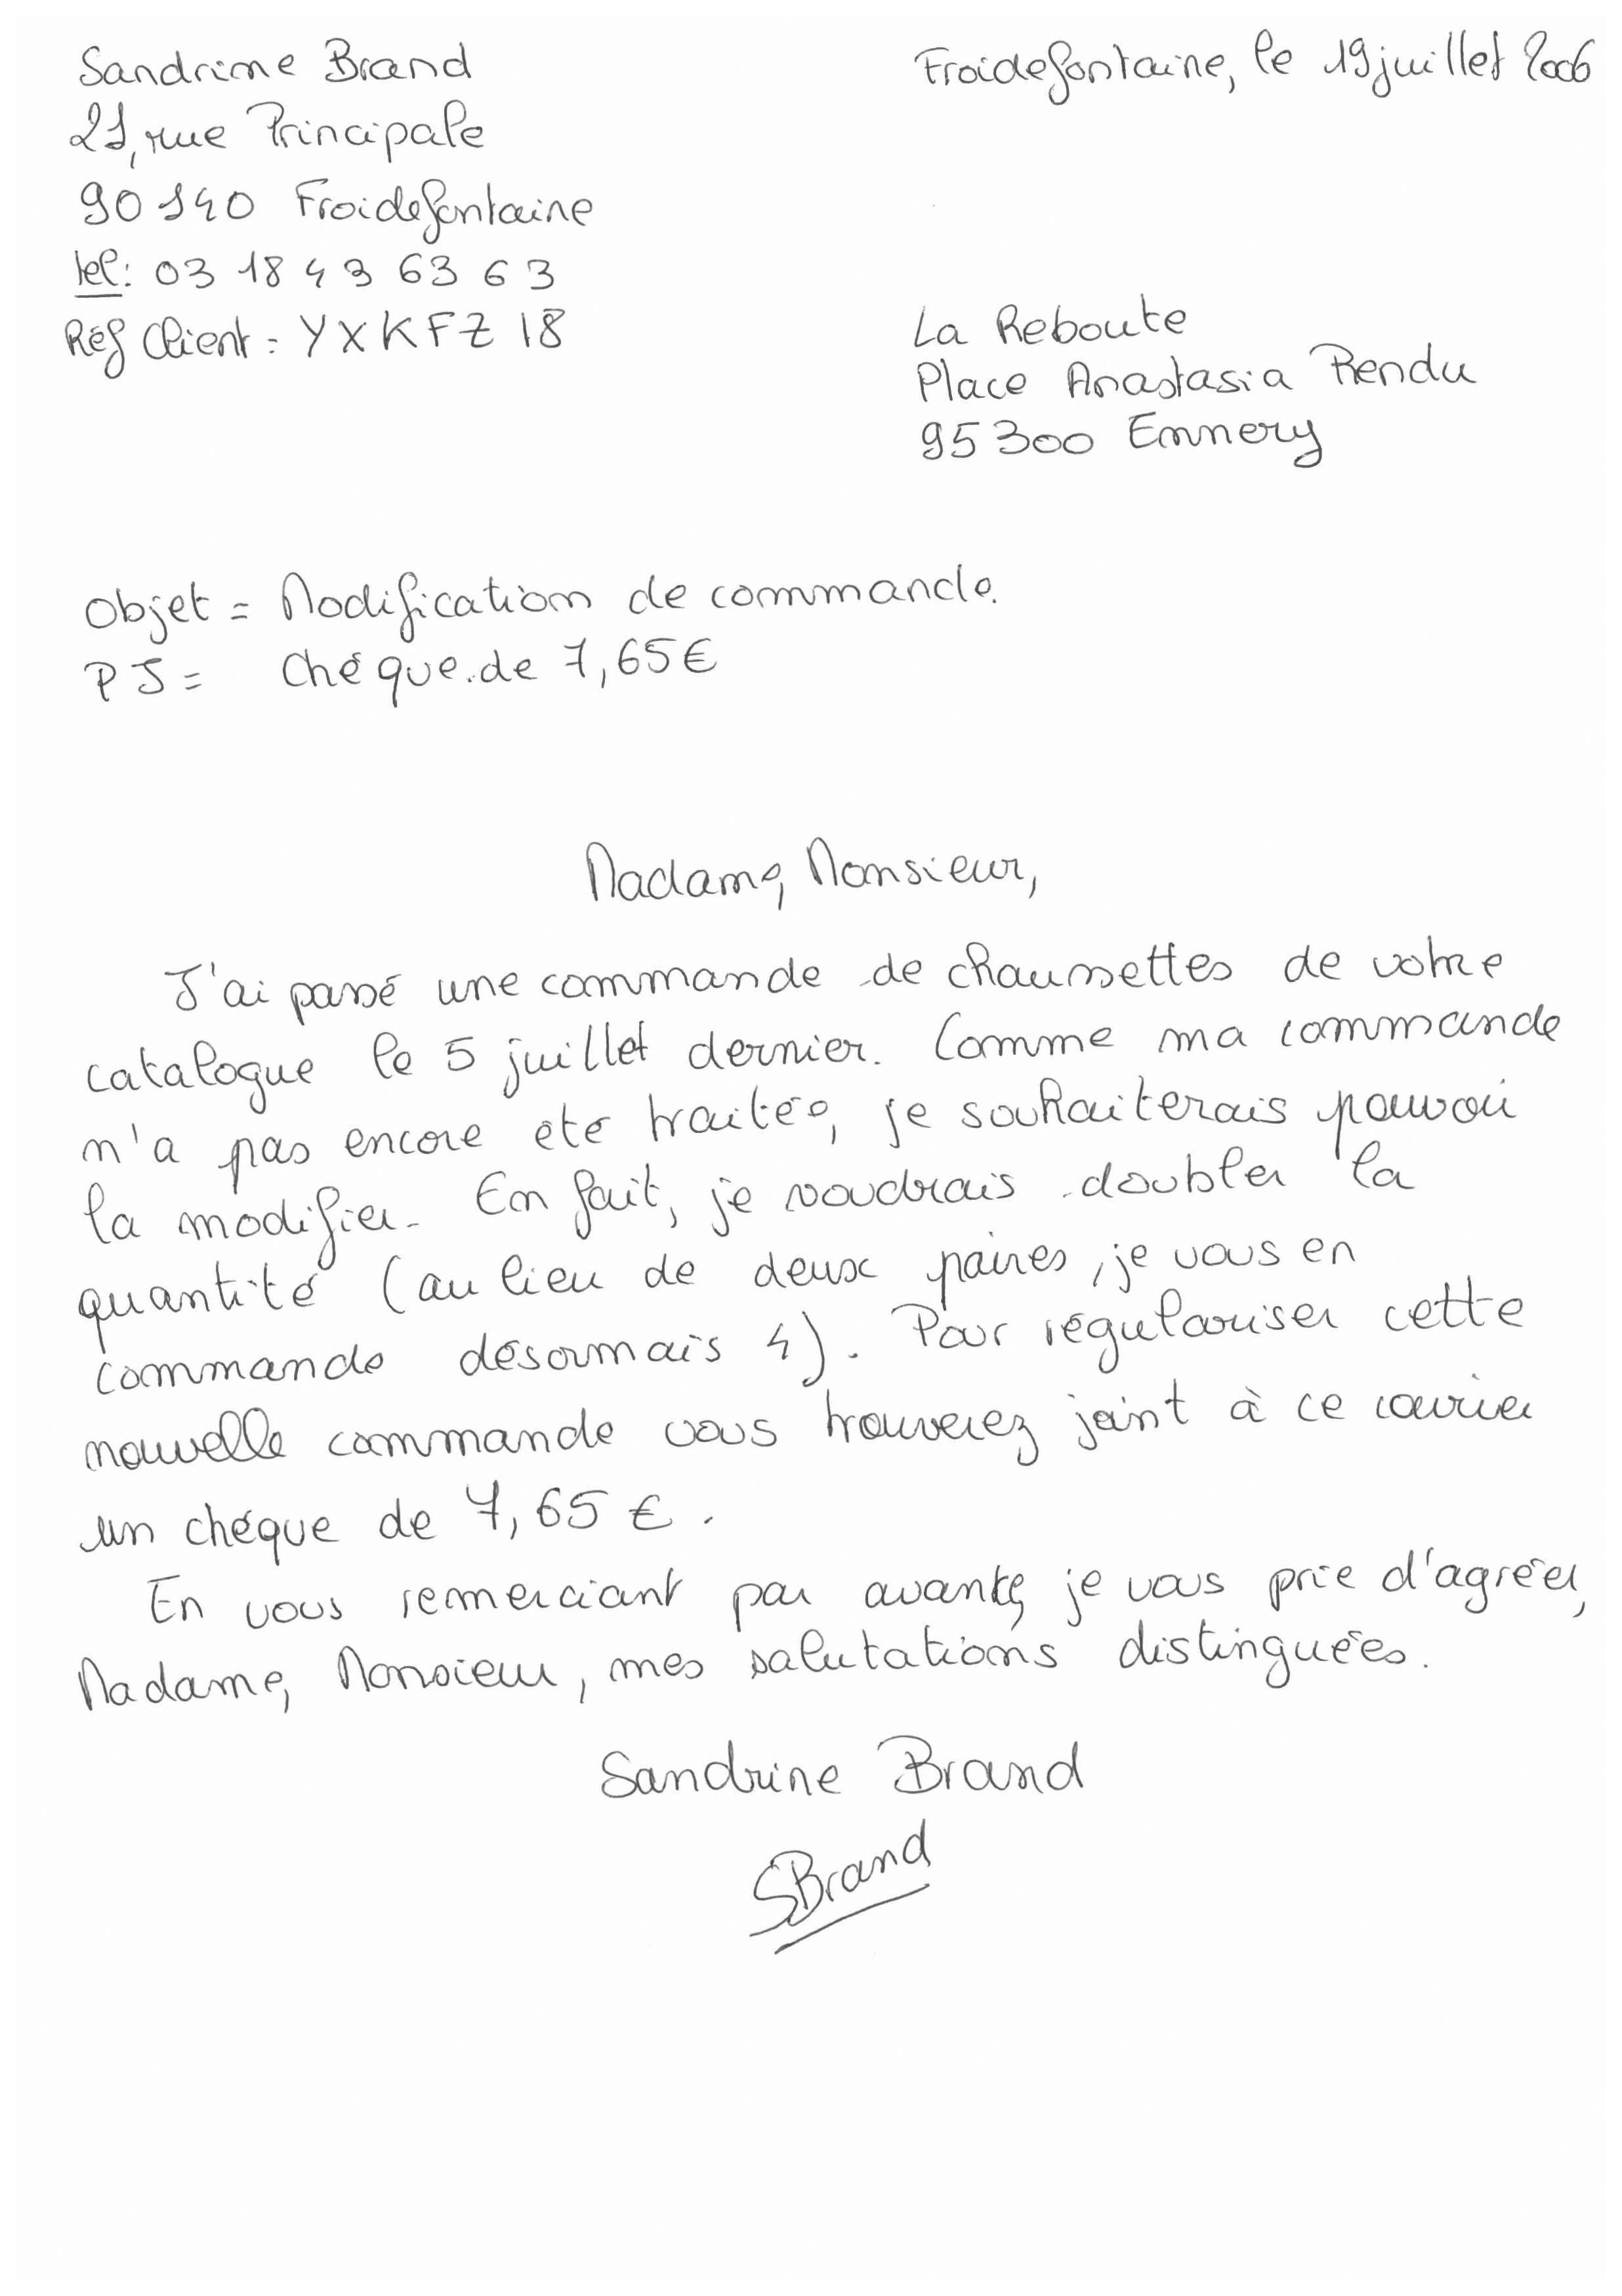 Sandrine Brand
21, rue Principale
90140 Froidefontaine
tel: 03 18 43 63 63
Réf Client = YXKFZ 18
Froidefontaine, le 19 juillet 2006
La Reboute
Place Anastasia Rendu
95300 Ennery
Objet = Modification de commande.
PJ = Chéque de 7,65€
Madame, Monsieur,
J'ai passé une commande de chaussettes de votre
catalogue le 5 juillet dernier. Comme ma commande
n'a pas encore été traitée, je souhaiterais pouvoir
la modifier. En fait, je voudrais doubler la
quantité (au lieu de deux paires, je vous en
commande désormais 4). Pour régulariser cette
nouvelle commande vous trouverez joint à ce courrier
un chéque de 7,65 €.
En vous remerciant par avance, je vous prie d'agréer,
Madame, Monsieur, mes salutations distinguées.
Sandrine Brand
SBrand